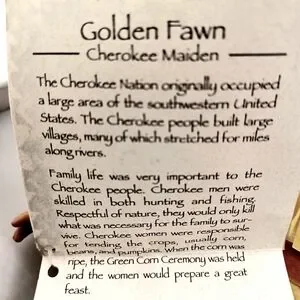 Golden Fawn
Cherokee Maiden
The Cherokee Nation originally occupied
a large area of the southwestern United
States. The Cherokee people built large
villages, many of which stretched for miles
along rivers.
Family life was very important to the
Cherokee people. Cherokee men were
skilled in both hunting and fishing.
Respectful of nature, they would only kill
what was necessary for the family to sur-
vive. Cherokee women were responsible
for tending the crops, usually corn,
beans, and pumpkins. When the corn was
ripe, the Green Corn Ceremony was held
and the women would prepare a great
feast.